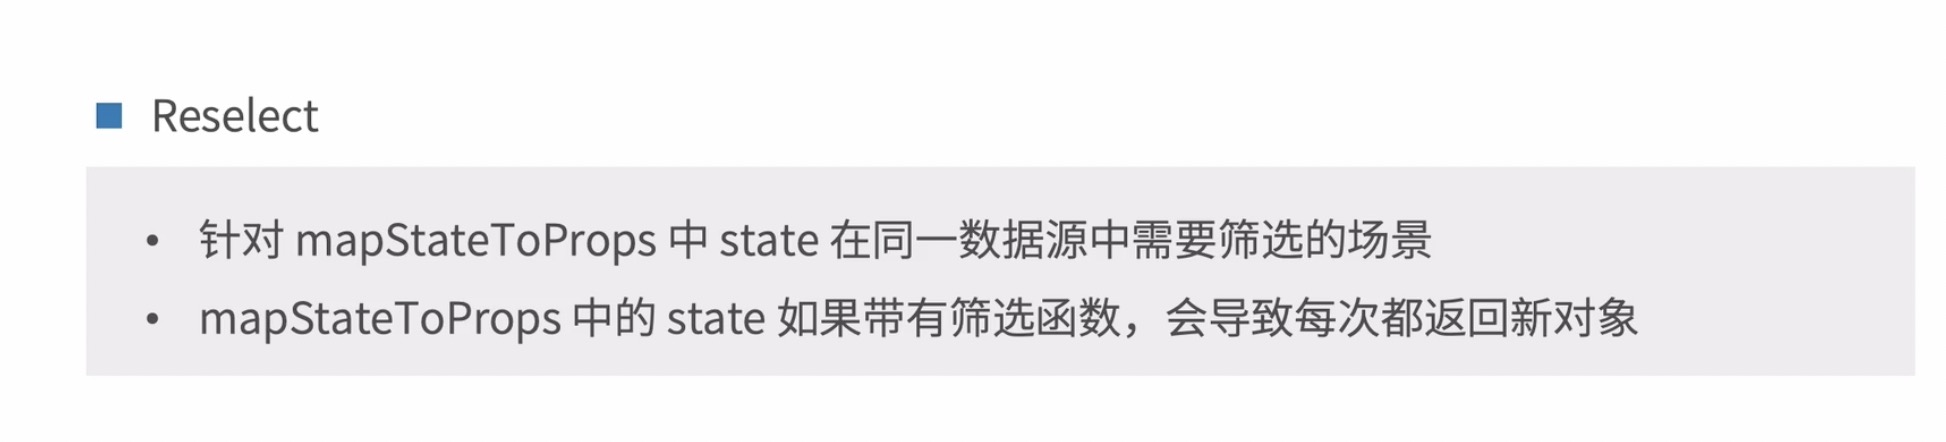 Reselect
• 针对 mapStateToProps 中 state 在同一数据源中需要筛选的场景
• mapStateToProps 中的 state 如果带有筛选函数，会导致每次都返回新对象